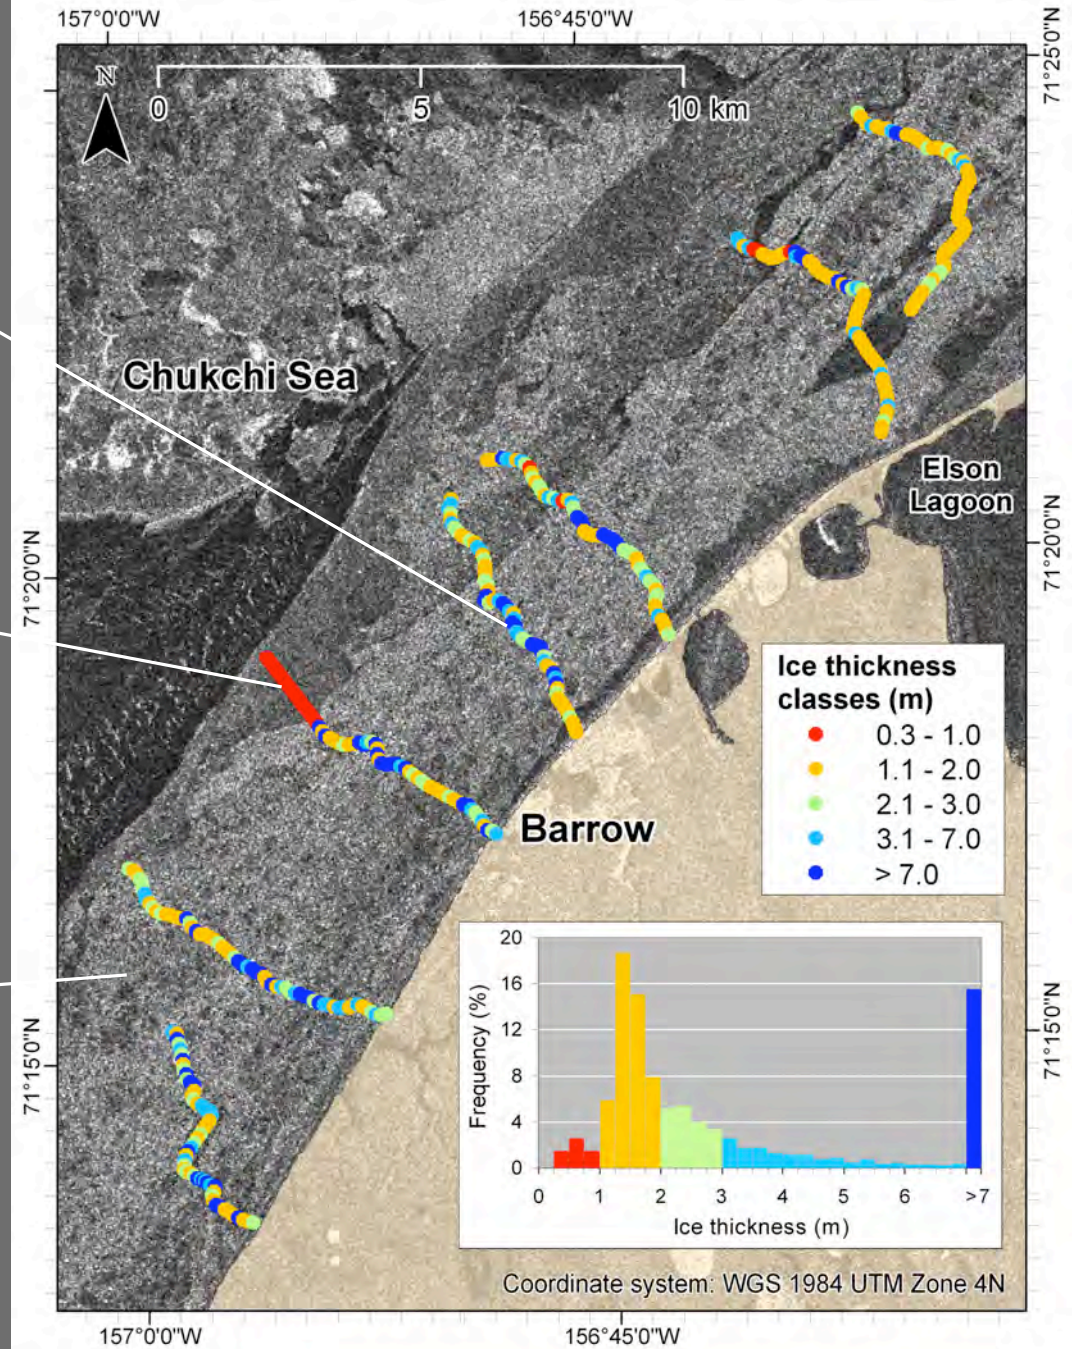 157°0'0"W
156°45'0"W
71°25'0"N
N
0
5
10 km
Chukchi Sea
Elson
Lagoon
71°20'0"N
71°20'0"N
Ice thickness
classes (m)
0.3 - 1.0
1.1 - 2.0
2.1 - 3.0
3.1 - 7.0
> 7.0
Barrow
71°15'0"N
71°15'0"N
20
16
12
8
4
0
Frequency (%)
0 1 2 3 4 5 6 >7
Ice thickness (m)
Coordinate system: WGS 1984 UTM Zone 4N
157°0'0"W
156°45'0"W